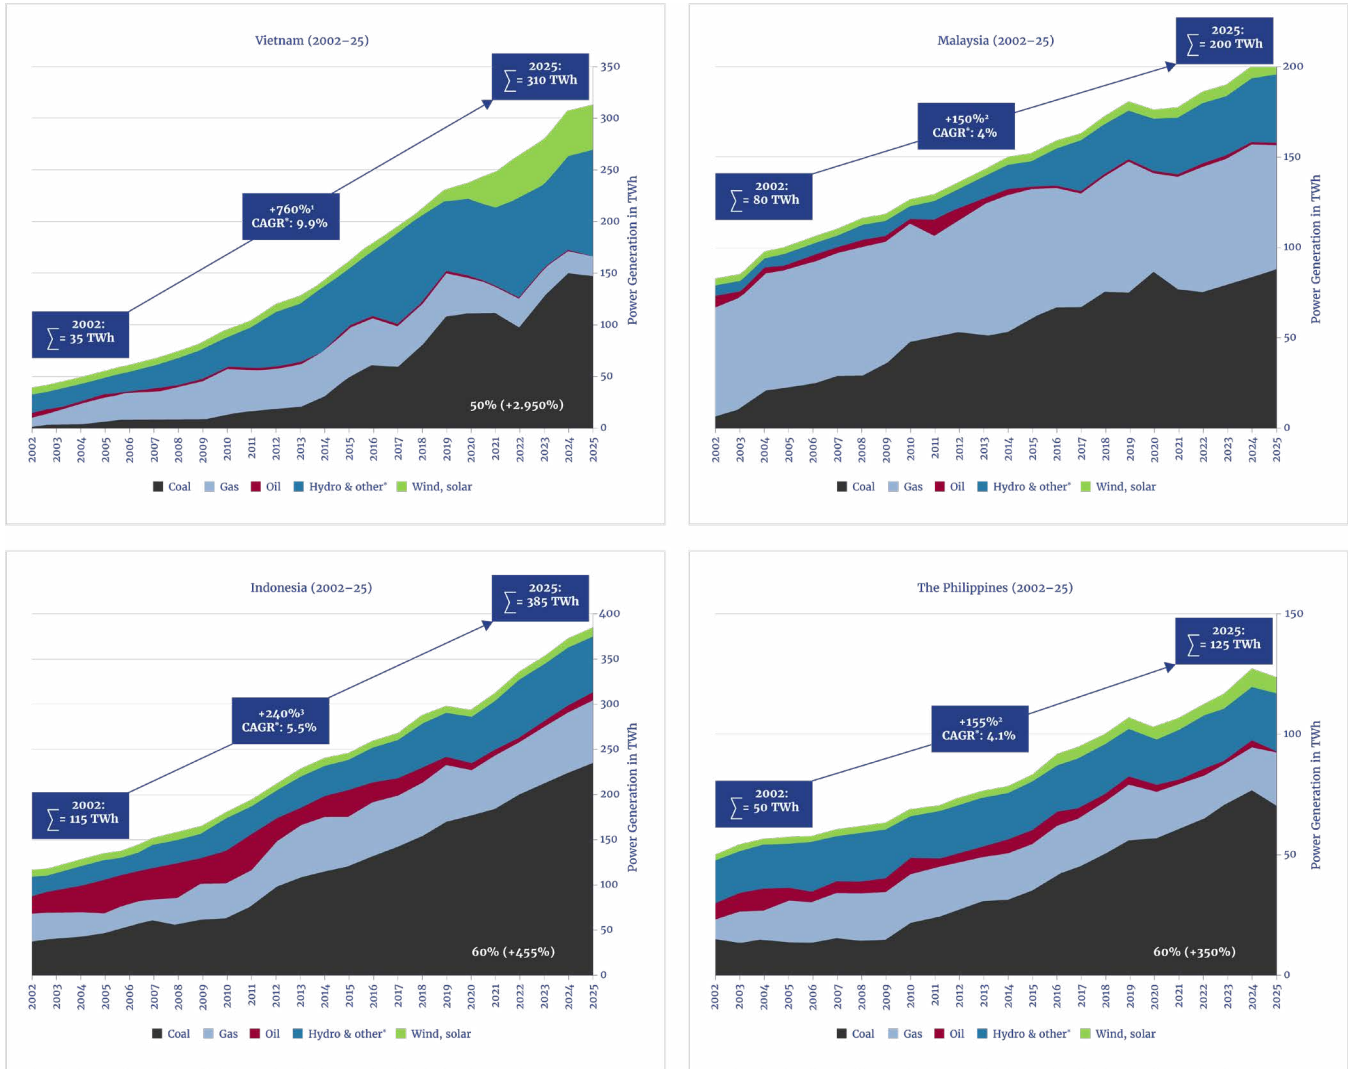 Vietnam (2002–25)
2025:
∑= 310 TWh
+760%³
CAGR*: 9.9%
2002:
∑= 35 TWh
50% (+2.950%)
350
300
250
200
150
100
50
0
Power Generation in TWh
2002 2003 2004 2005 2006 2007 2008 2009 2010 2011 2012 2013 2014 2015 2016 2017 2018 2019 2020 2021 2022 2023 2024 2025
Coal Gas Oil Hydro & other* Wind, solar
Malaysia (2002–25)
2025:
∑= 200 TWh
+150%²
CAGR*: 4%
2002:
∑= 80 TWh
200
150
100
50
0
Power Generation in TWh
2002 2003 2004 2005 2006 2007 2008 2009 2010 2011 2012 2013 2014 2015 2016 2017 2018 2019 2020 2021 2022 2023 2024 2025
Coal Gas Oil Hydro & other* Wind, solar
Indonesia (2002–25)
2025:
∑= 385 TWh
+240%³
CAGR*: 5.5%
2002:
∑= 115 TWh
60% (+455%)
400
350
300
250
200
150
100
50
0
Power Generation in TWh
2002 2003 2004 2005 2006 2007 2008 2009 2010 2011 2012 2013 2014 2015 2016 2017 2018 2019 2020 2021 2022 2023 2024 2025
Coal Gas Oil Hydro & other* Wind, solar
The Philippines (2002–25)
2025:
∑= 125 TWh
+155%²
CAGR*: 4.1%
2002:
∑= 50 TWh
60% (+350%)
150
100
50
0
Power Generation in TWh
2002 2003 2004 2005 2006 2007 2008 2009 2010 2011 2012 2013 2014 2015 2016 2017 2018 2019 2020 2021 2022 2023 2024 2025
Coal Gas Oil Hydro & other* Wind, solar